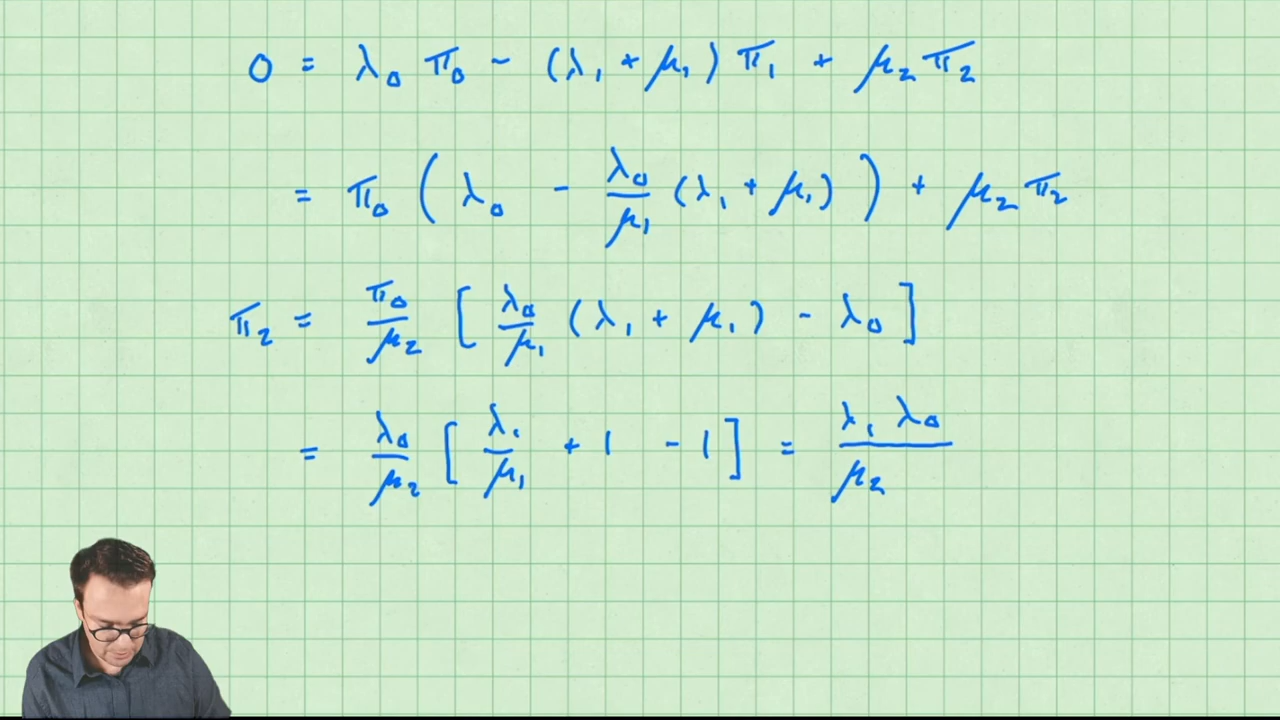 0 = λ₀ π₀ - (λ₁ + μ₁) π₁ + μ₂ π₂
= π₀ ( λ₀ - λ₀/μ₁ (λ₁ + μ₁) ) + μ₂ π₂
π₂ = π₀/μ₂ [ λ₀/μ₁ (λ₁ + μ₁) - λ₀ ]
= λ₀/μ₂ [ λ₁/μ₁ + 1 - 1 ] = λ₁ λ₀/μ₂